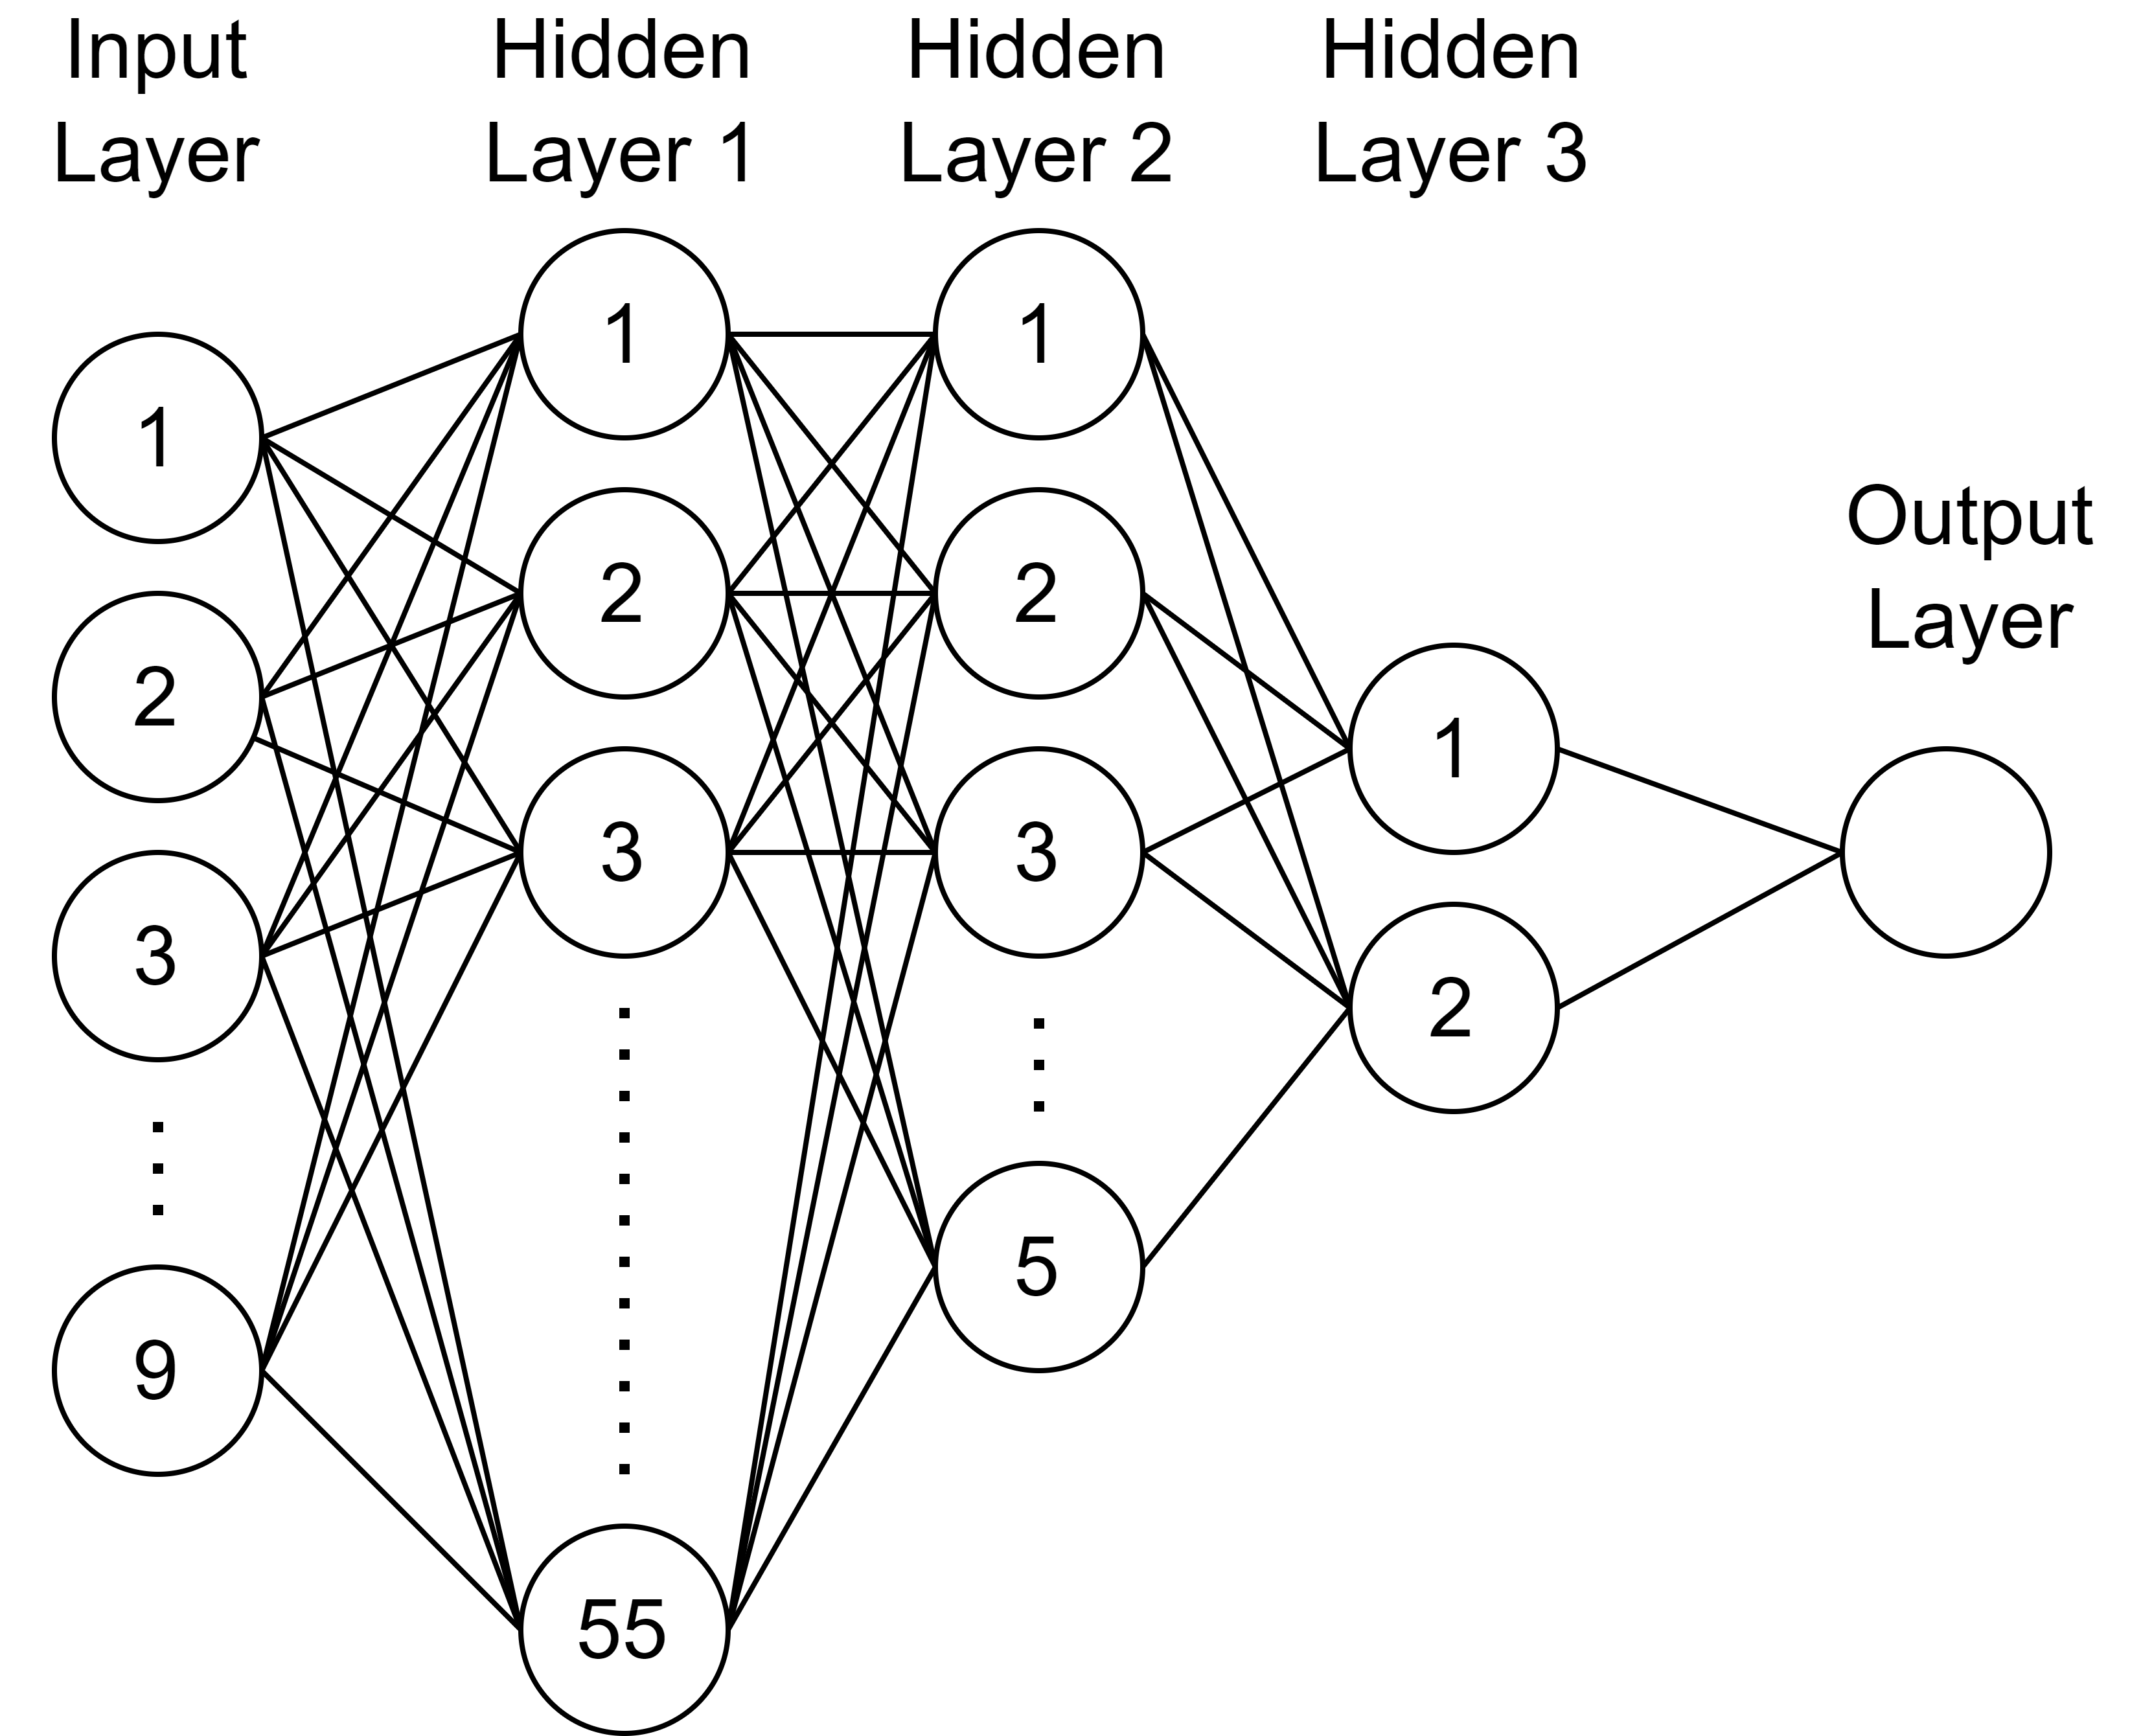 Input
Layer
Hidden
Layer 1
Hidden
Layer 2
Hidden
Layer 3
Output
Layer
1
2
3
9
1
2
3
55
1
2
3
5
1
2